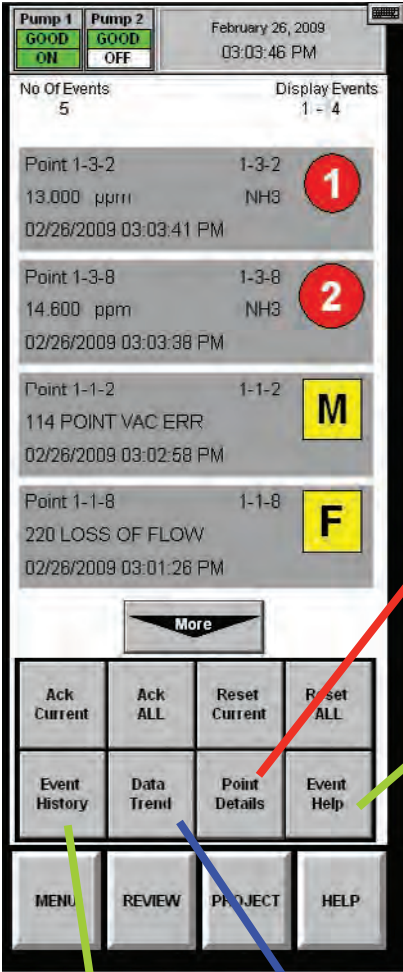 Pump 1 Pump 2
GOOD GOOD
ON OFF
February 26, 2009
03:03:46 PM
No Of Events Display Events
5 1 - 4
Point 1-3-2 1-3-2 1
13.000 ppm NH3
02/26/2009 03:03:41 PM
Point 1-3-8 1-3-8 2
14.600 ppm NH3
02/26/2009 03:03:38 PM
Point 1-1-2 1-1-2 M
114 POINT VAC ERR
02/26/2009 03:02:58 PM
Point 1-1-8 1-1-8 F
220 LOSS OF FLOW
02/26/2009 03:01:26 PM
More
Ack Ack Reset Reset
Current ALL Current ALL
Event Data Point Event
History Trend Details Help
MENU REVIEW PROJECT HELP